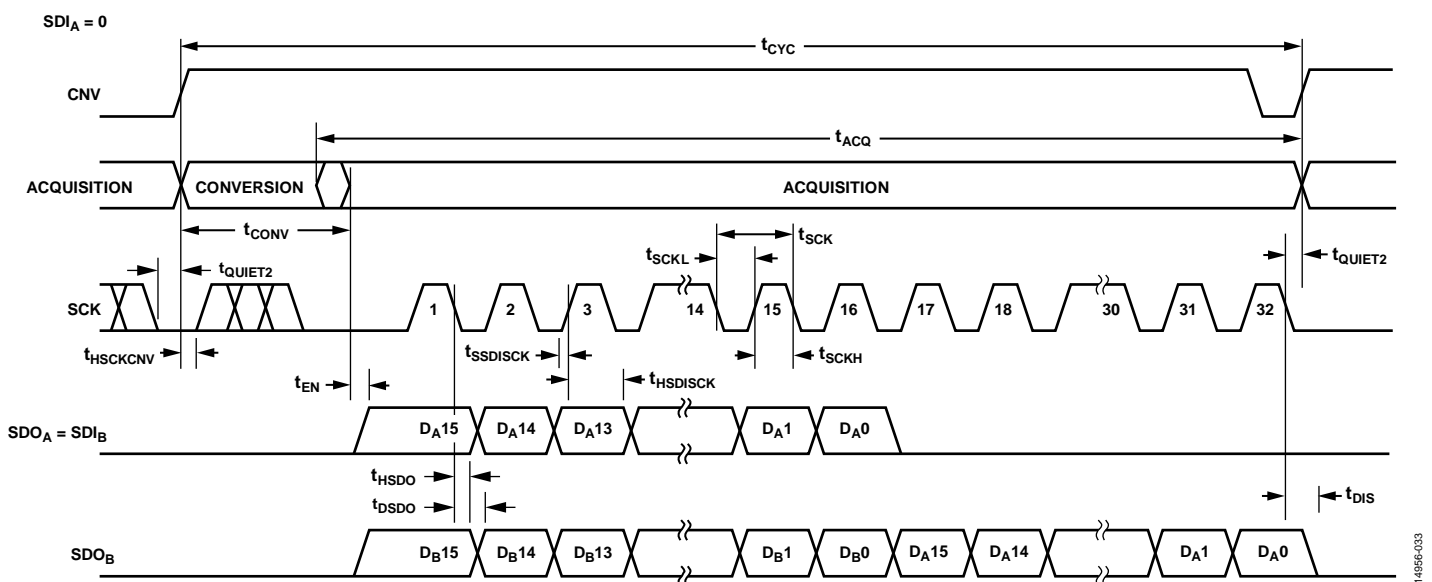 SDIA = 0
tCYC
CNV
tACQ
ACQUISITION CONVERSION ACQUISITION
tCONV
tSCK
tSCKL
tQUIET2 tQUIET2
SCK 1 2 3 14 15 16 17 18 30 31 32
tHSCKCNV tSSDISCK tSCKH
tEN tHSDISCK
SDOA = SDIB DA15 DA14 DA13 DA1 DA0
tHSDO
tDSDO tDIS
SDOB DB15 DB14 DB13 DB1 DB0 DA15 DA14 DA1 DA0
14956-033